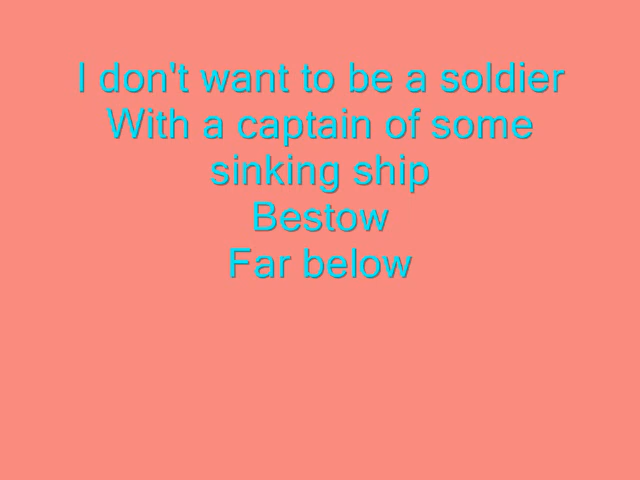 I don't want to be a soldier
With a captain of some
sinking ship
Bestow
Far below